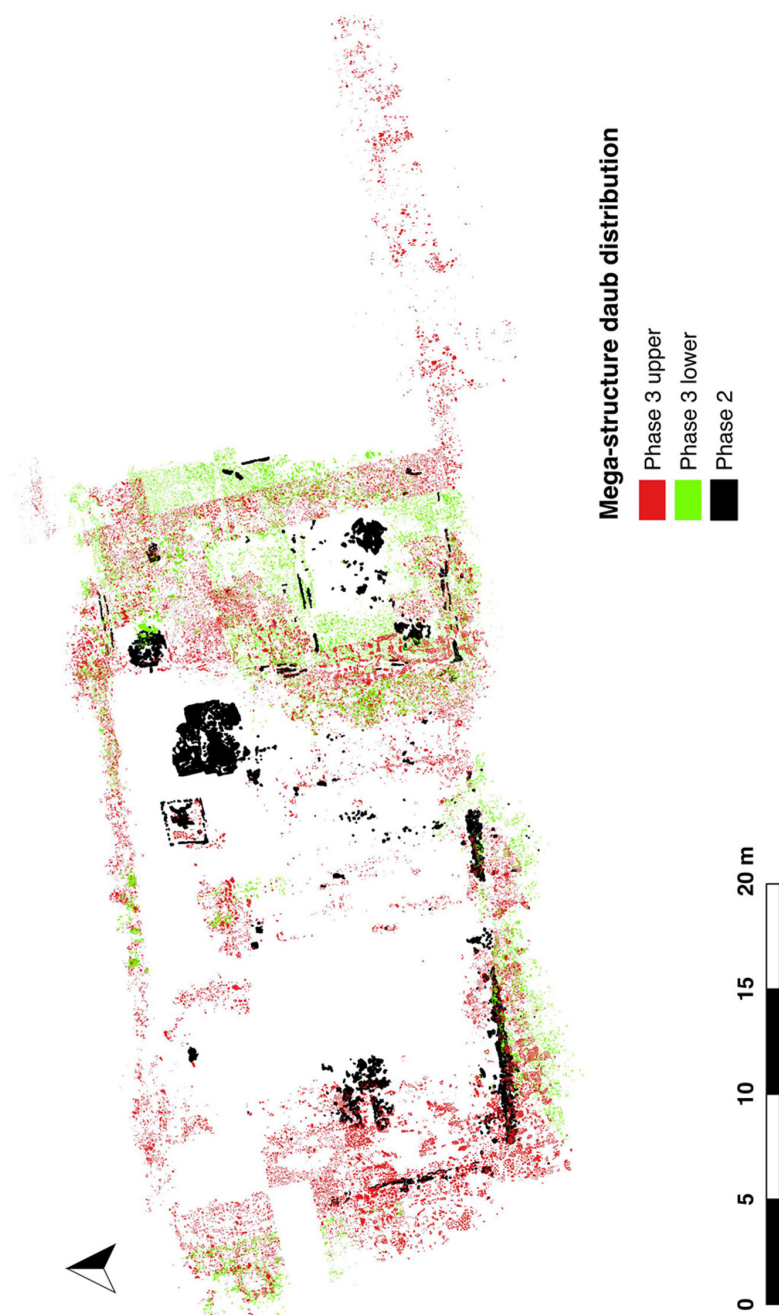 Mega-structure daub distribution
Phase 3 upper
Phase 3 lower
Phase 2
0 5 10 15 20 m